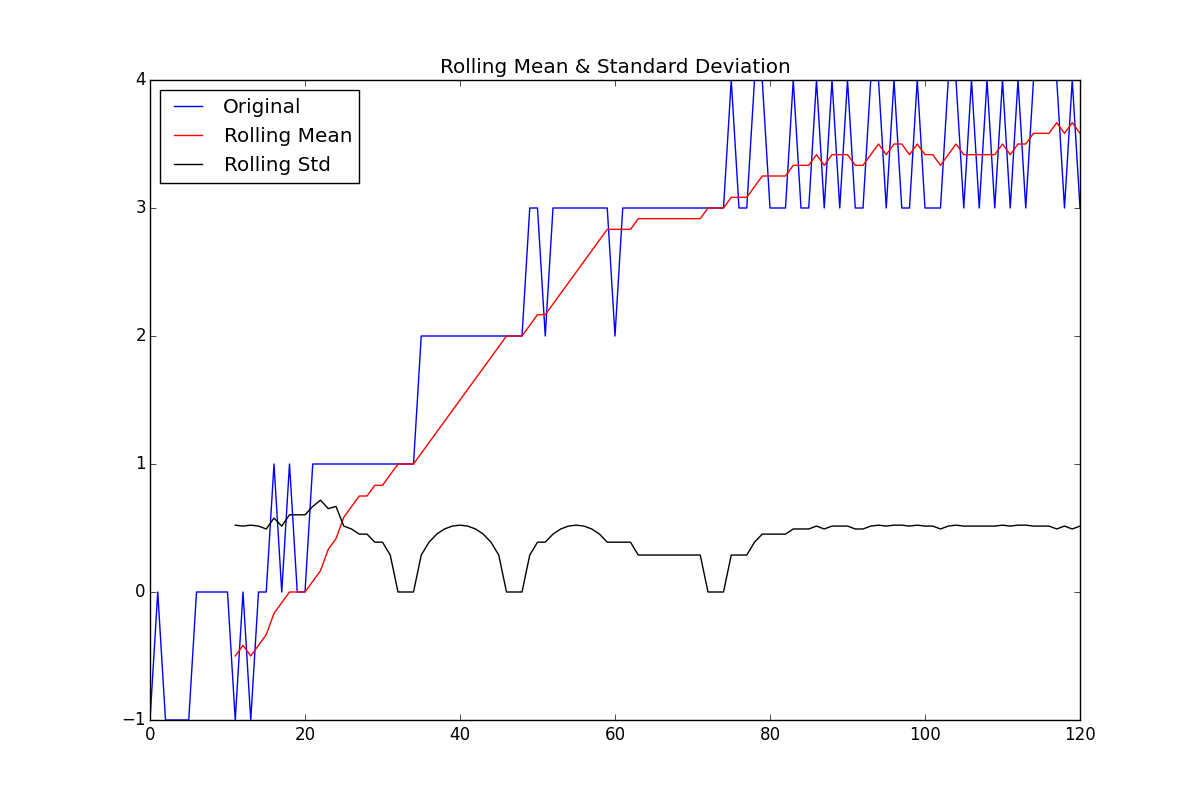 Rolling Mean & Standard Deviation
4
Original
Rolling Mean
Rolling Std
3
2
1
0
−1
0 20 40 60 80 100 120